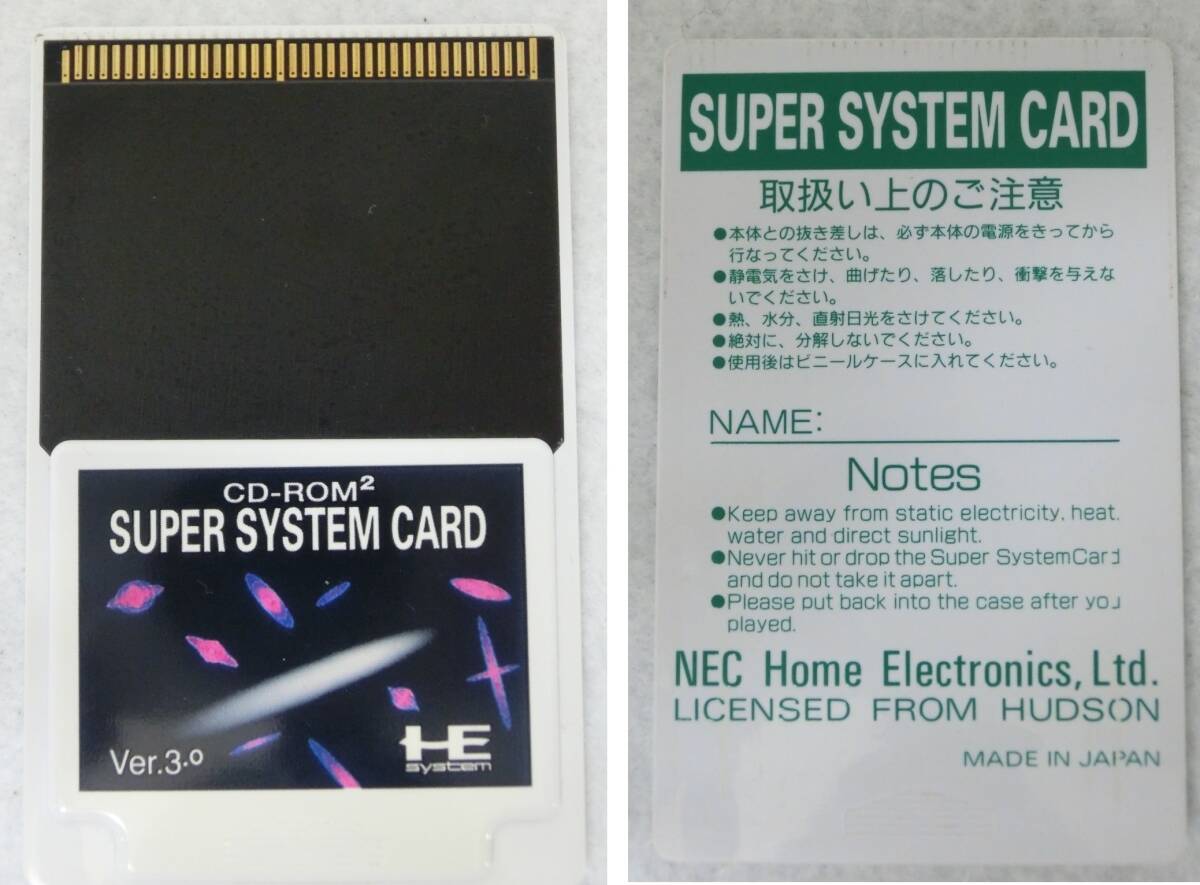 CD-ROM²
SUPER SYSTEM CARD
Ver.3.0
HE
system
SUPER SYSTEM CARD
取扱い上のご注意
●本体との抜き差しは、必ず本体の電源をきってから
行なってください。
●静電気をさけ、曲げたり、落したり、衝撃を与えな
いでください。
●熱、水分、直射日光をさけてください。
●絶対に、分解しないでください。
●使用後はビニールケースに入れてください。
NAME:
Notes
●Keep away from static electricity, heat,
water and direct sunlight.
●Never hit or drop the Super SystemCard
and do not take it apart.
●Please put back into the case after you
played.
NEC Home Electronics, Ltd.
LICENSED FROM HUDSON
MADE IN JAPAN